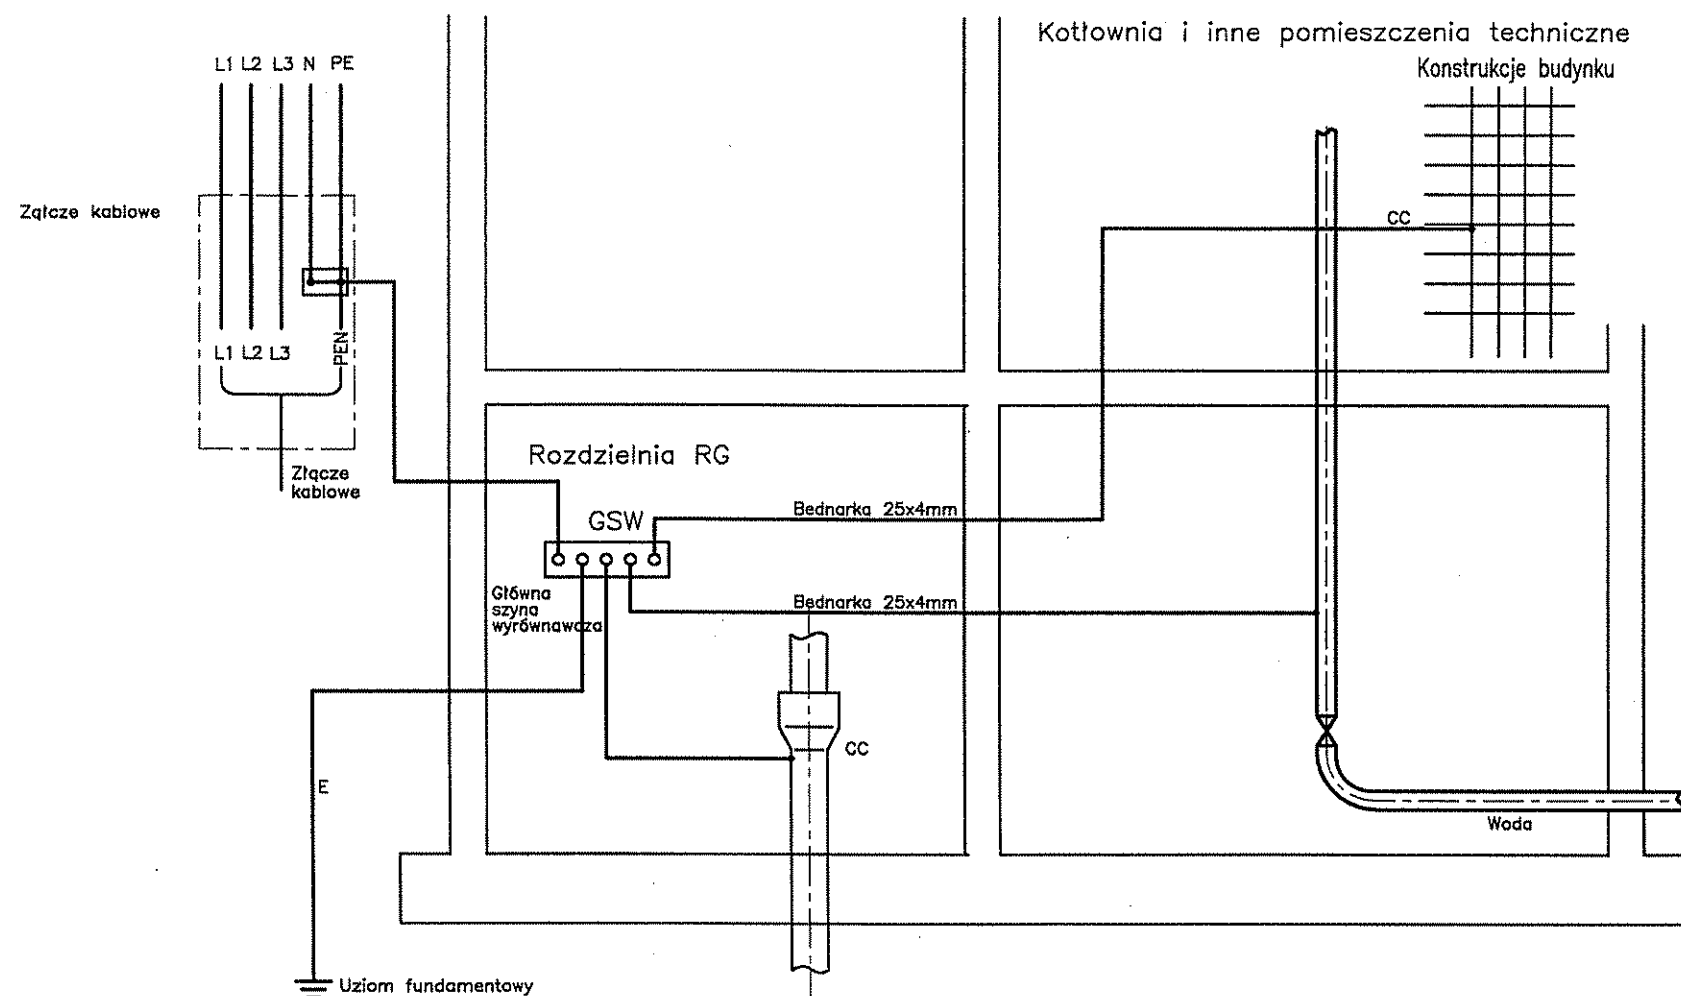 Kotłownia i inne pomieszczenia techniczne
Konstrukcje budynku
L1 L2 L3 N PE
Ząłcze kablowe
CC
L1 L2 L3
PEN
Złącze
kablowe
Rozdzielnia RG
GSW
Bednarka 25x4mm
Główna
szyna
wyrównawcza
Bednarka 25x4mm
CC
E
Woda
Uziom fundamentowy